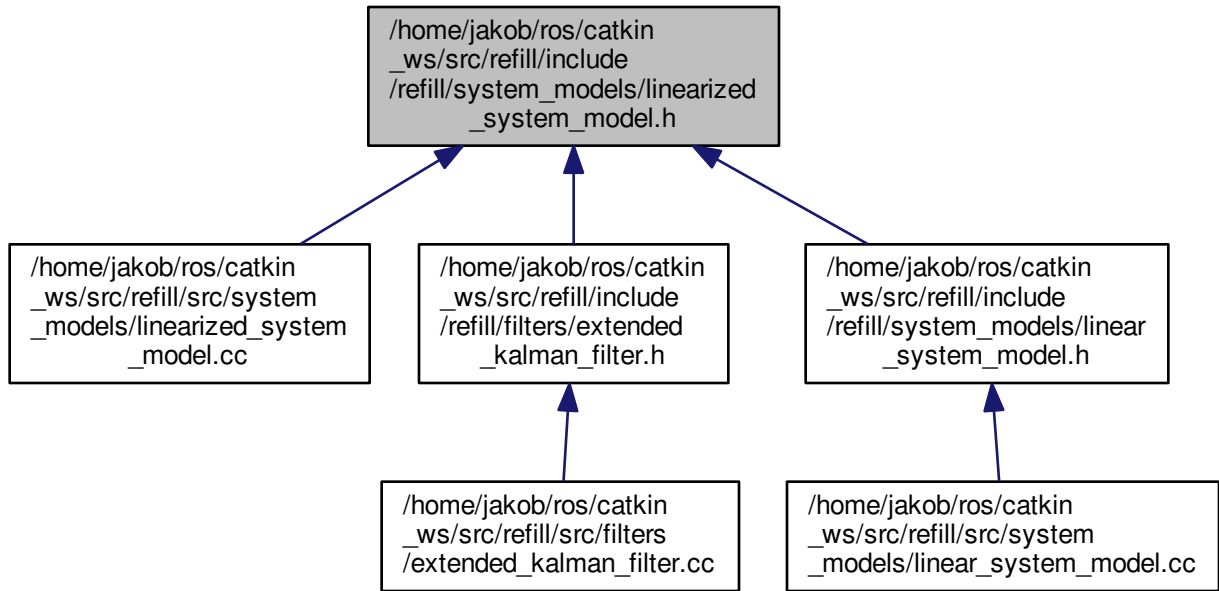 /home/jakob/ros/catkin
_ws/src/refill/include
/refill/system_models/linearized
_system_model.h
/home/jakob/ros/catkin
_ws/src/refill/src/system
_models/linearized_system
_model.cc
/home/jakob/ros/catkin
_ws/src/refill/include
/refill/filters/extended
_kalman_filter.h
/home/jakob/ros/catkin
_ws/src/refill/include
/refill/system_models/linear
_system_model.h
/home/jakob/ros/catkin
_ws/src/refill/src/filters
/extended_kalman_filter.cc
/home/jakob/ros/catkin
_ws/src/refill/src/system
_models/linear_system_model.cc